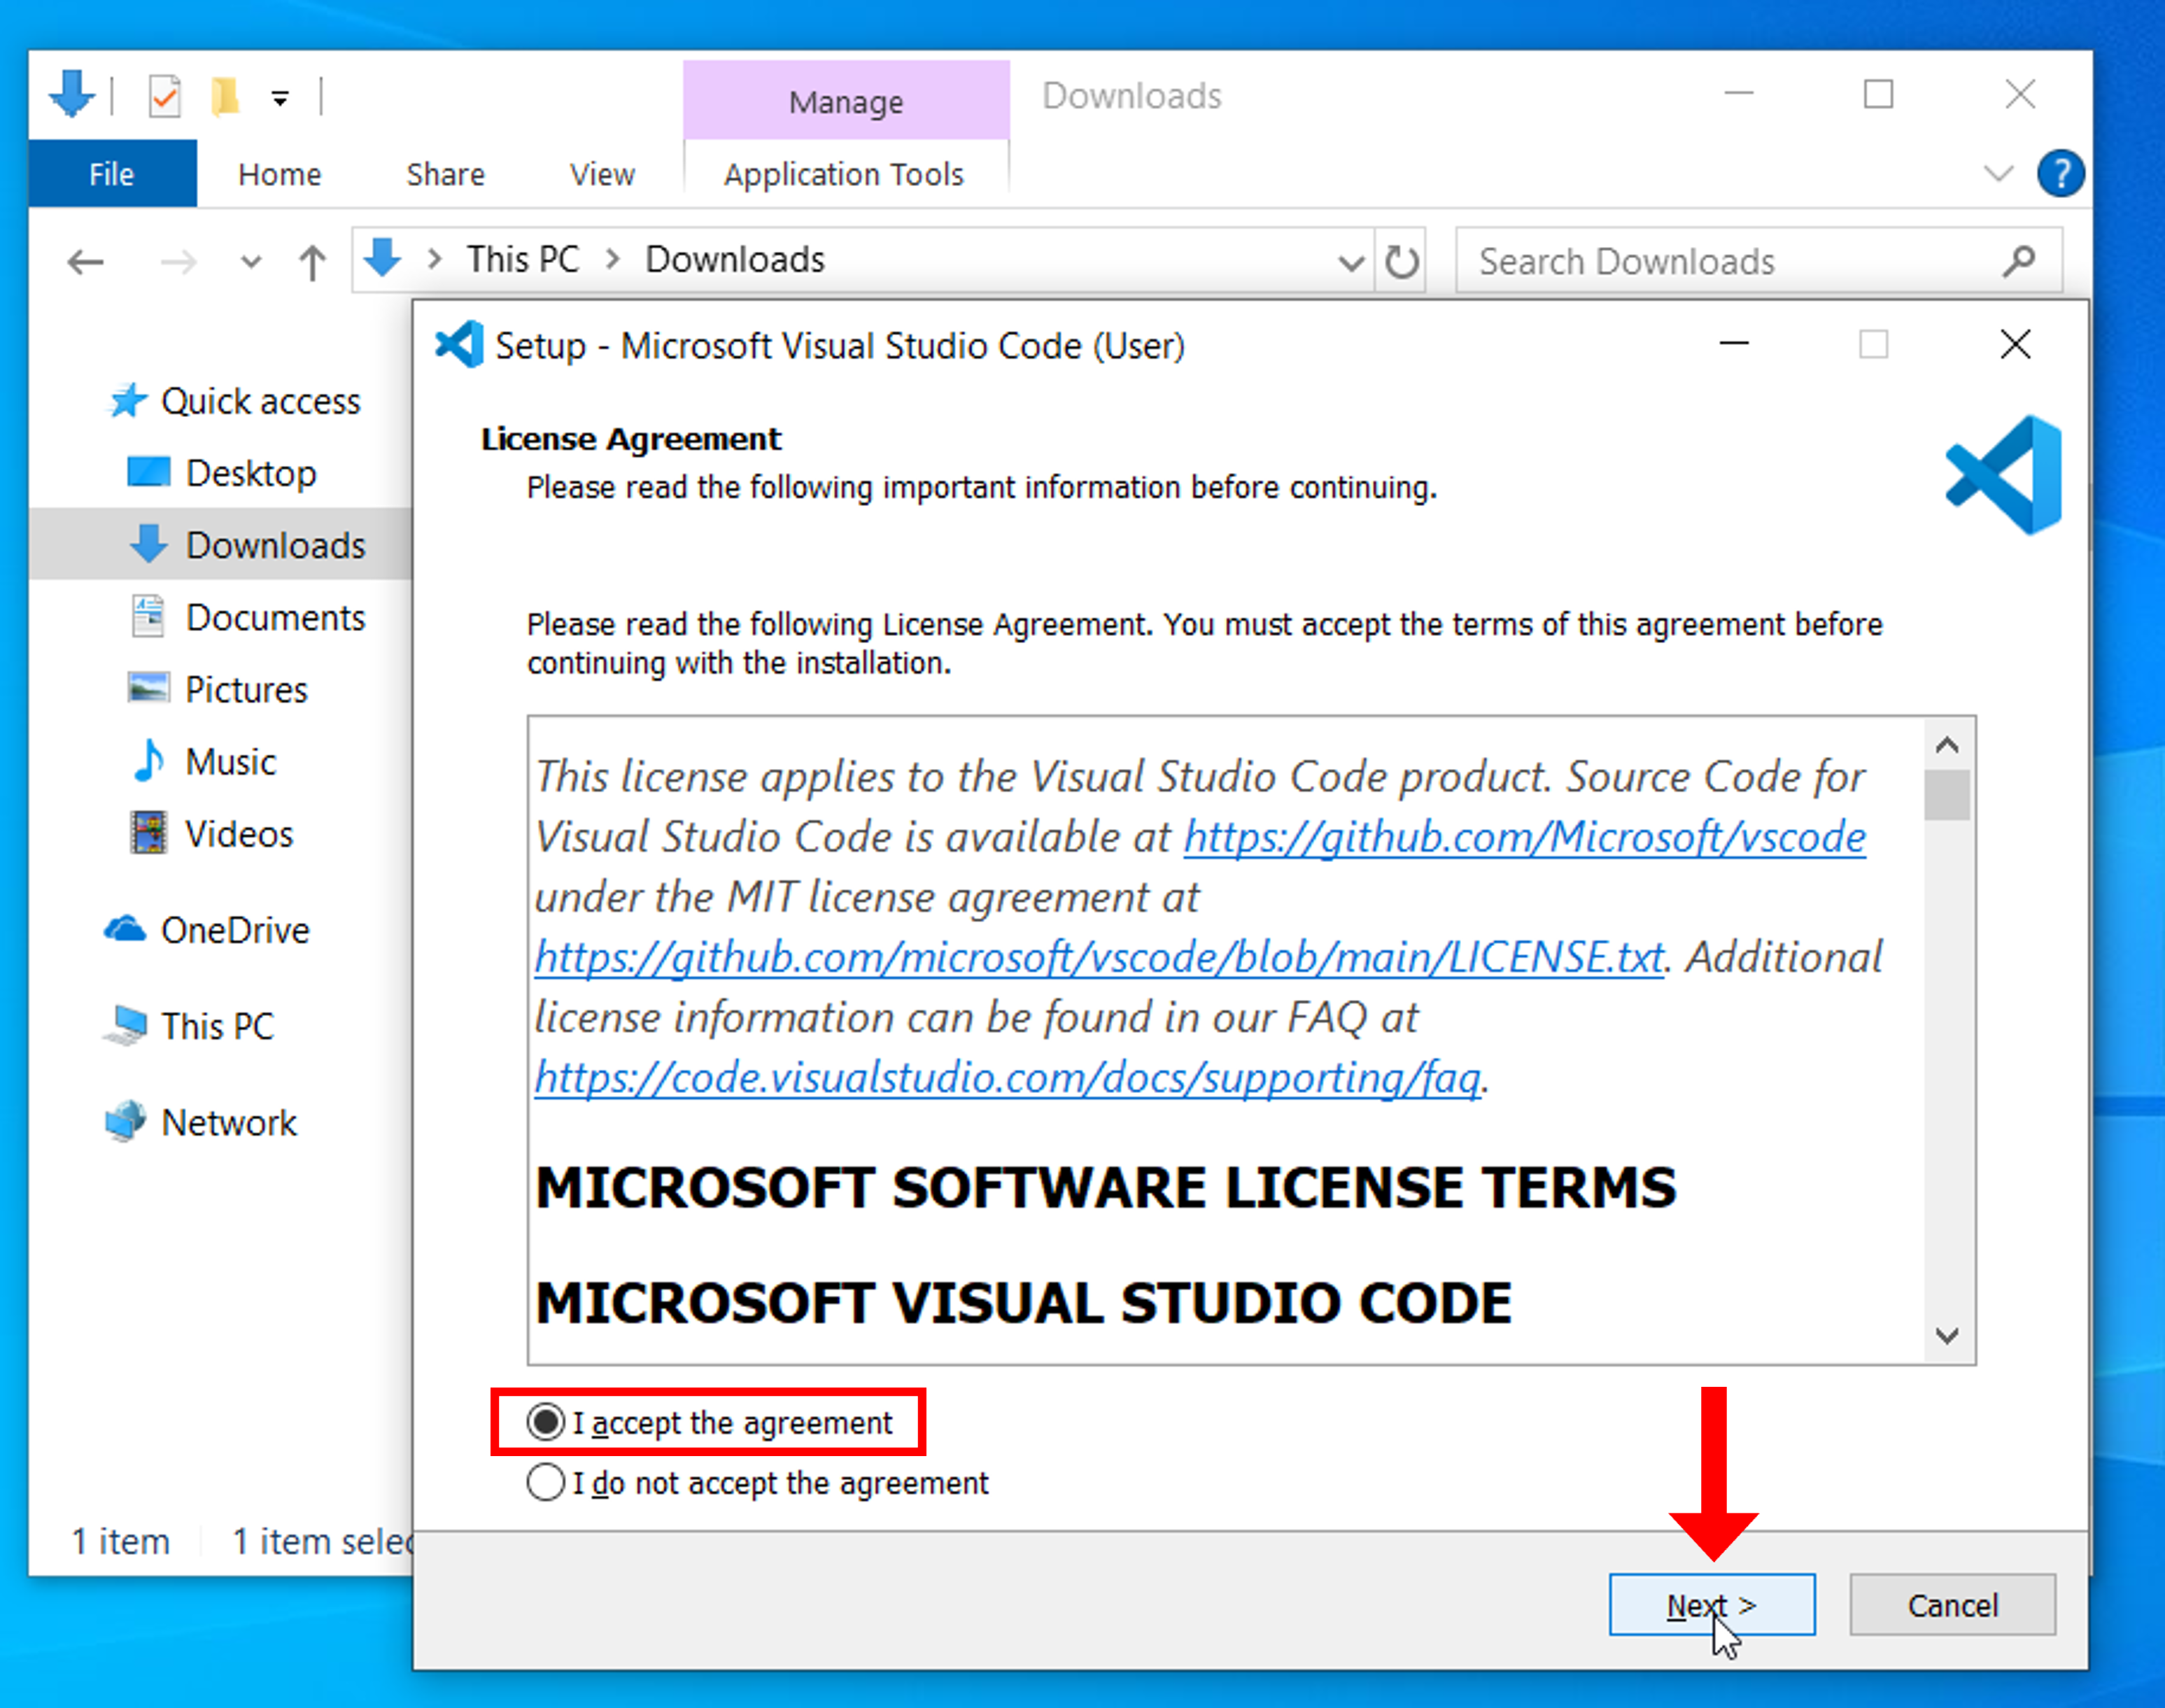 Manage
Downloads
File
Home
Share
View
Application Tools
?
This PC
Downloads
Search Downloads
Setup - Microsoft Visual Studio Code (User)
Quick access
Desktop
Downloads
Documents
Pictures
Music
Videos
OneDrive
This PC
Network
1 item
1 item
License Agreement
Please read the following important information before continuing.
Please read the following License Agreement. You must accept the terms of this agreement before
continuing with the installation.
This license applies to the Visual Studio Code product. Source Code for
Visual Studio Code is available at https://github.com/Microsoft/vscode
under the MIT license agreement at
https://github.com/microsoft/vscode/blob/main/LICENSE.txt. Additional
license information can be found in our FAQ at
https://code.visualstudio.com/docs/supporting/faq.
MICROSOFT SOFTWARE LICENSE TERMS
MICROSOFT VISUAL STUDIO CODE
I accept the agreement
I do not accept the agreement
Next >
Cancel